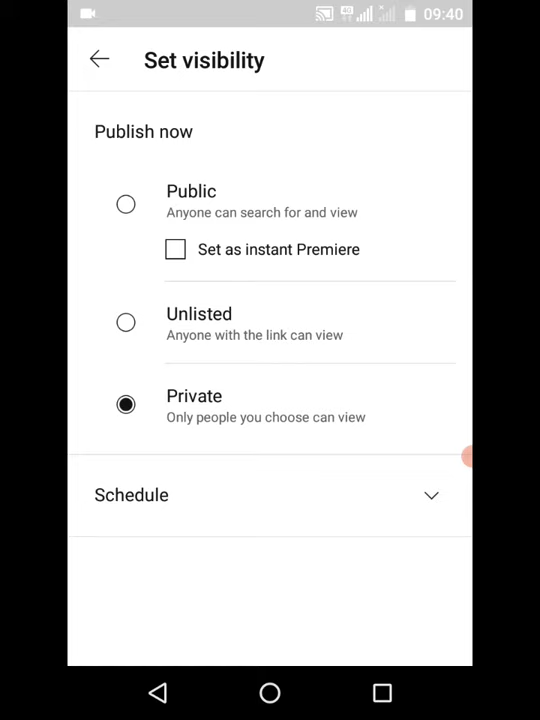 4G 09:40
Set visibility
Publish now
Public
Anyone can search for and view
Set as instant Premiere
Unlisted
Anyone with the link can view
Private
Only people you choose can view
Schedule